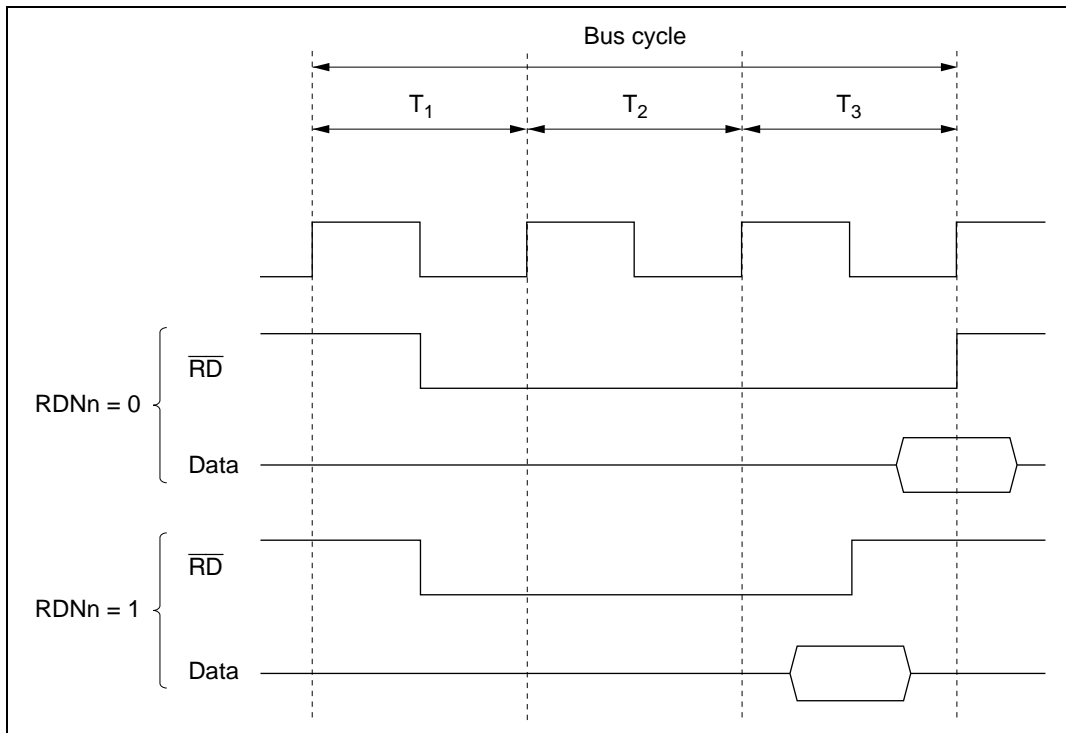 Bus cycle
T1 T2 T3
RDNn = 0
RD
Data
RDNn = 1
RD
Data